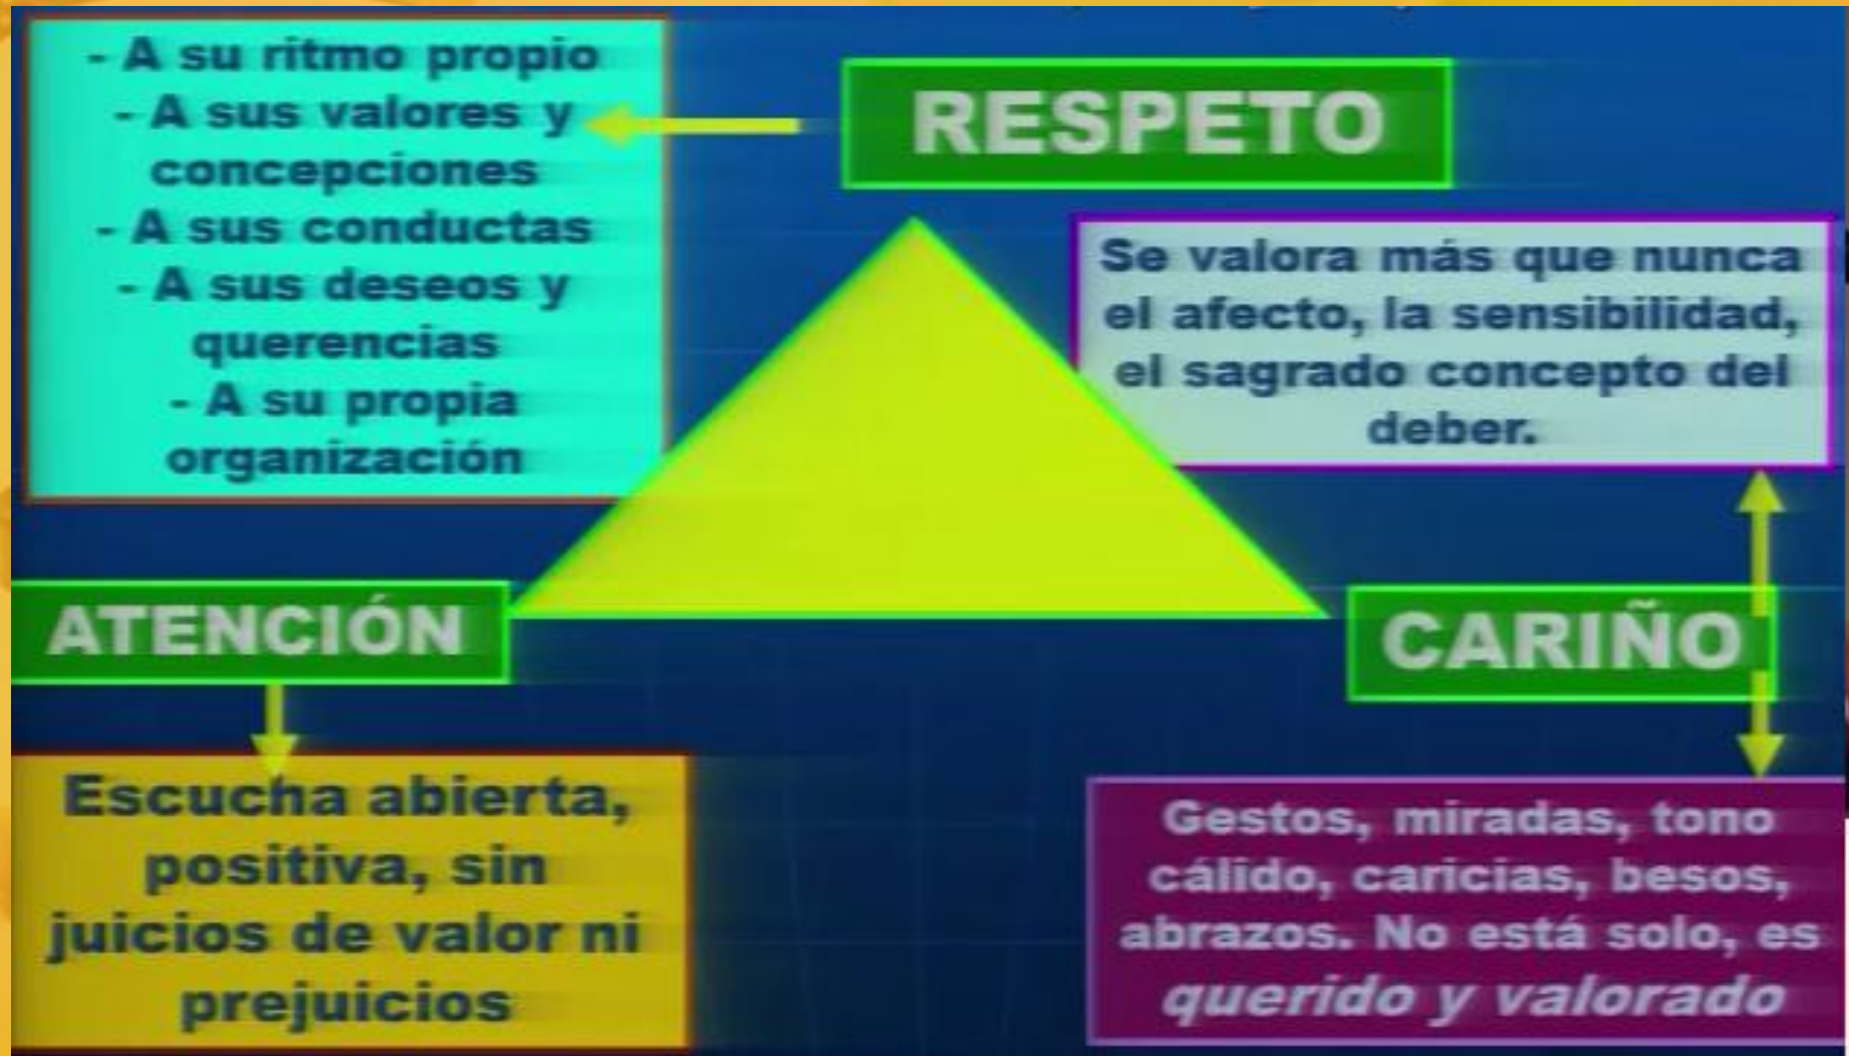 - A su ritmo propio
- A sus valores y
concepciones
- A sus conductas
- A sus deseos y
querencias
- A su propia
organización
RESPETO
Se valora más que nunca
el afecto, la sensibilidad,
el sagrado concepto del
deber.
ATENCIÓN
CARIÑO
Escucha abierta,
positiva, sin
juicios de valor ni
prejuicios
Gestos, miradas, tono
cálido, caricias, besos,
abrazos. No está solo, es
querido y valorado